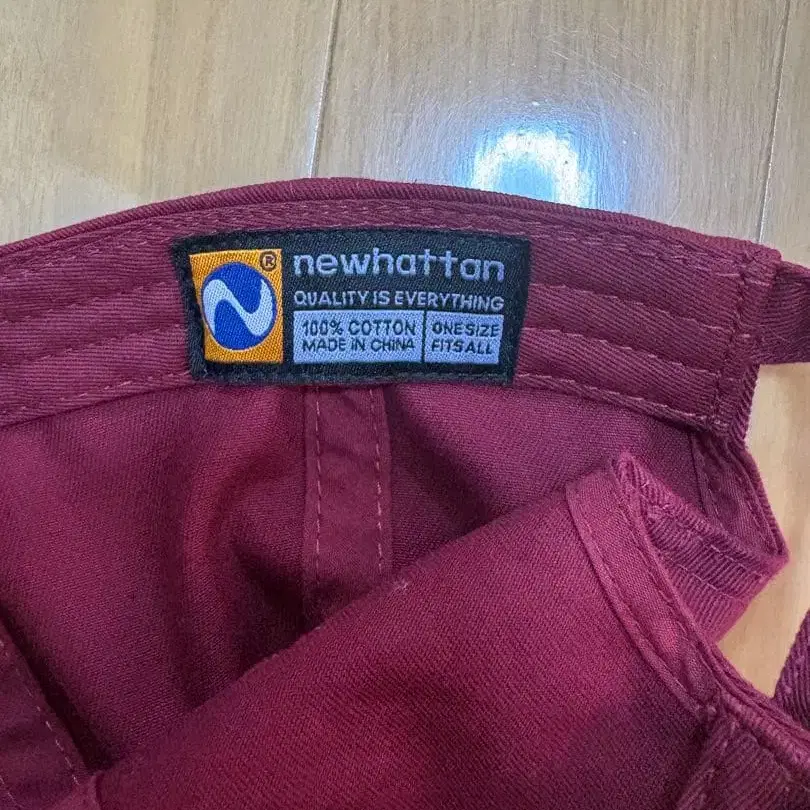 ®
newhattan
QUALITY IS EVERYTHING
100% COTTON
MADE IN CHINA
ONE SIZE
FITS ALL